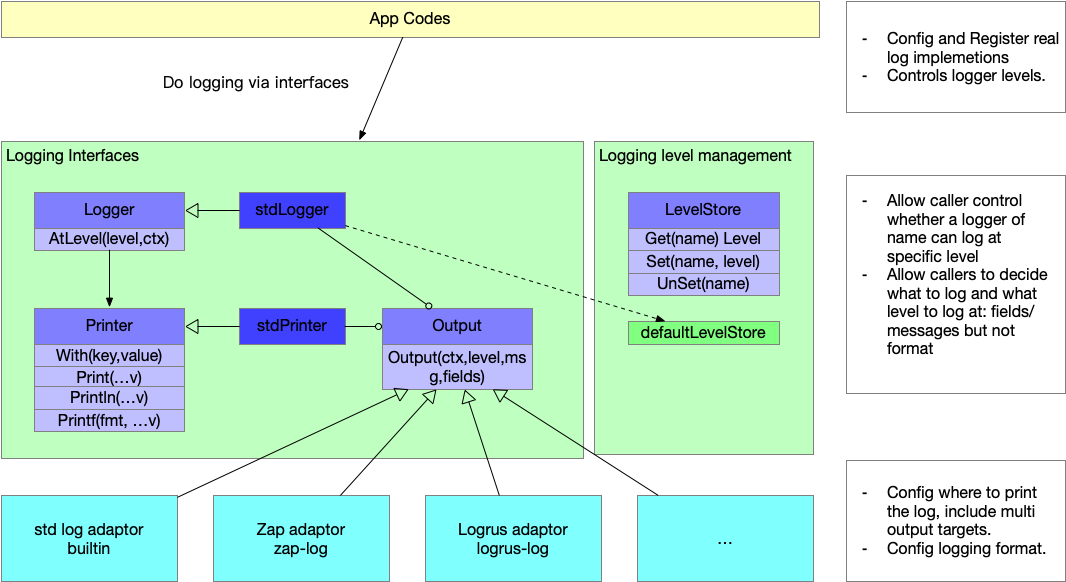 App Codes
Do logging via interfaces
- Config and Register real
log implemetions
- Controls logger levels.
Logging Interfaces
Logger
AtLevel(level,ctx)
stdLogger
Printer
With(key,value)
Print(...v)
Println(...v)
Printf(fmt, ...v)
stdPrinter
Output
Output(ctx,level,ms
g,fields)
Logging level management
LevelStore
Get(name) Level
Set(name, level)
UnSet(name)
defaultLevelStore
- Allow caller control
whether a logger of
name can log at
specific level
- Allow callers to decide
what to log and what
level to log at: fields/
messages but not
format
std log adaptor
builtin
Zap adaptor
zap-log
Logrus adaptor
logrus-log
...
- Config where to print
the log, include multi
output targets.
- Config logging format.